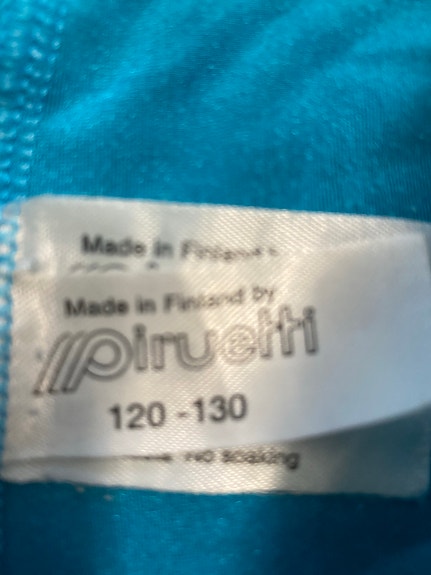 Made in Finland
Made in Finland by
Piruetti
120 -130
No soaking